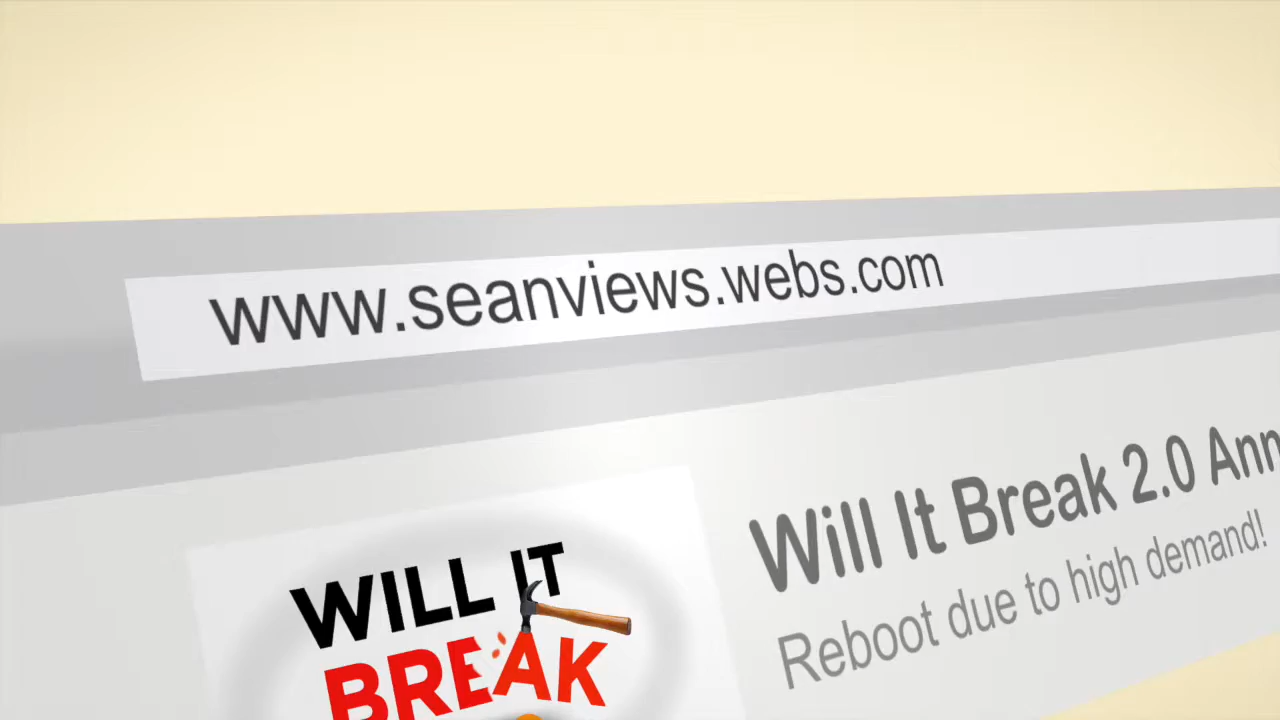 www.seanviews.webs.com
Will It Break 2.0
Reboot due to high demand!
WILL IT
BREAK